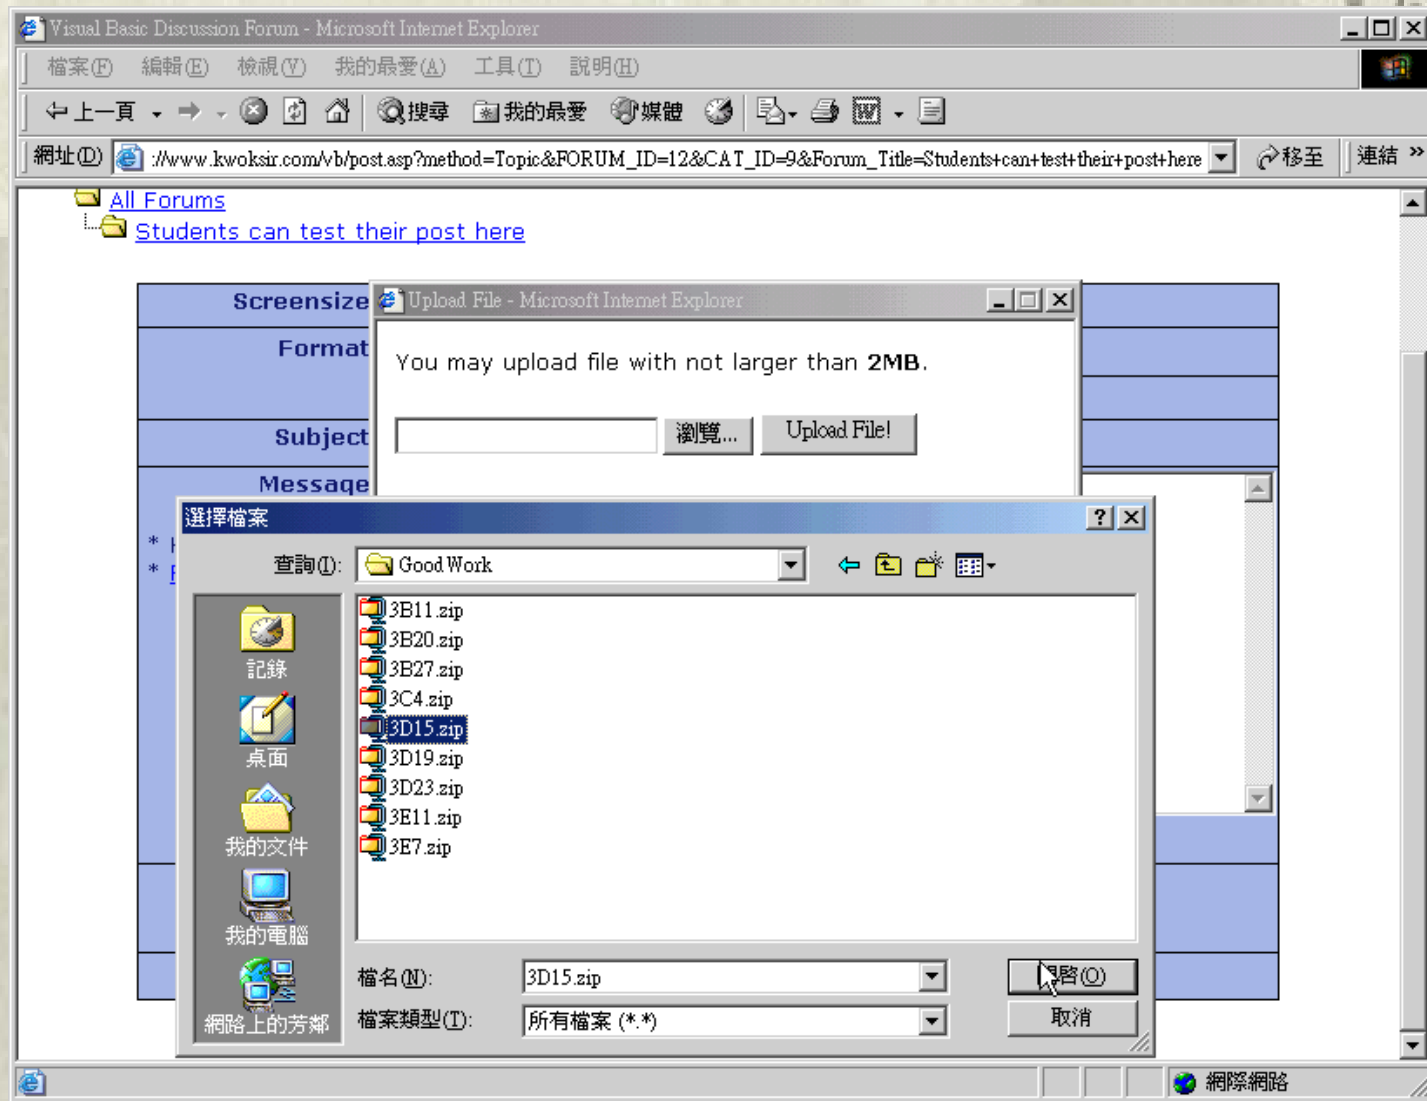 Visual Basic Discussion Forum - Microsoft Internet Explorer
檔案(F) 編輯(E) 檢視(V) 我的最愛(A) 工具(T) 說明(H)
上一頁 搜尋 我的最愛 媒體
網址(D) ://www.kwoksir.com/vb/post.asp?method=Topic&FORUM_ID=12&CAT_ID=9&Forum_Title=Students+can+test+their+post+here 移至 連結 »
All Forums
Students can test their post here
Screensize
Upload File - Microsoft Internet Explorer
Format
You may upload file with not larger than 2MB.
Subject
瀏覽... Upload File!
Message
選擇檔案
查詢(I): Good Work
記錄
桌面
我的文件
我的電腦
網路上的芳鄰
3B11.zip
3B20.zip
3B27.zip
3C4.zip
3D15.zip
3D19.zip
3D23.zip
3E11.zip
3E7.zip
檔名(N): 3D15.zip
啓(O)
檔案類型(T): 所有檔案 (*.*)
取消
網際網路